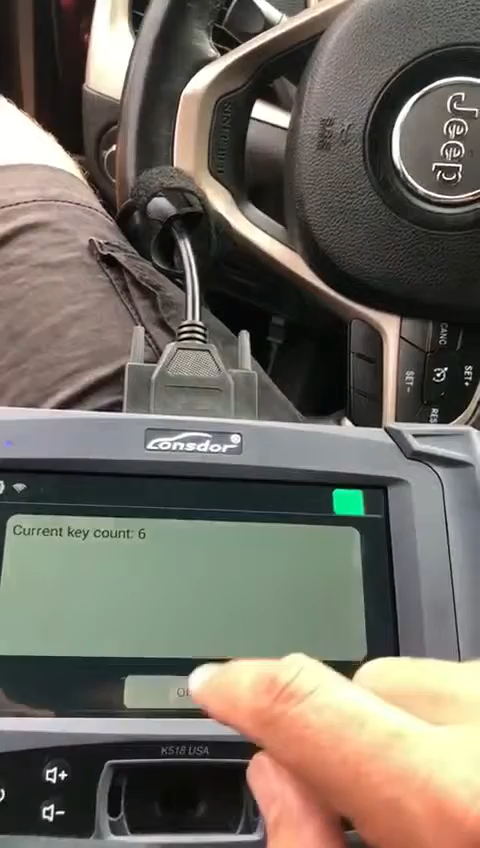 Jeep
CANC
SET+
SET-
RES
Lonsdor®
Current key count: 6
K518 USA